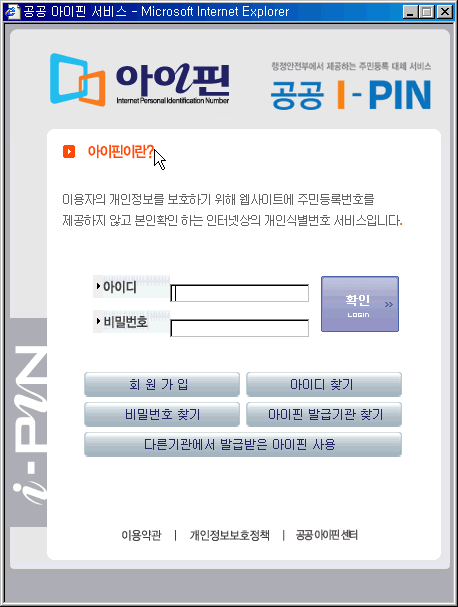 공공 아이핀 서비스 - Microsoft Internet Explorer
아이핀
Internet Personal Identification Number
행정안전부에서 제공하는 주민등록 대체 서비스
공공 I-PIN
아이핀이란?
이용자의 개인정보를 보호하기 위해 웹사이트에 주민등록번호를
제공하지 않고 본인확인 하는 인터넷상의 개인식별번호 서비스입니다.
아이디
확인
LOGIN
비밀번호
회 원 가 입
아이디 찾기
비밀번호 찾기
아이핀 발급기관 찾기
다른기관에서 발급받은 아이핀 사용
i-PIN
이용약관 | 개인정보보호정책 | 공공 아이핀 센터